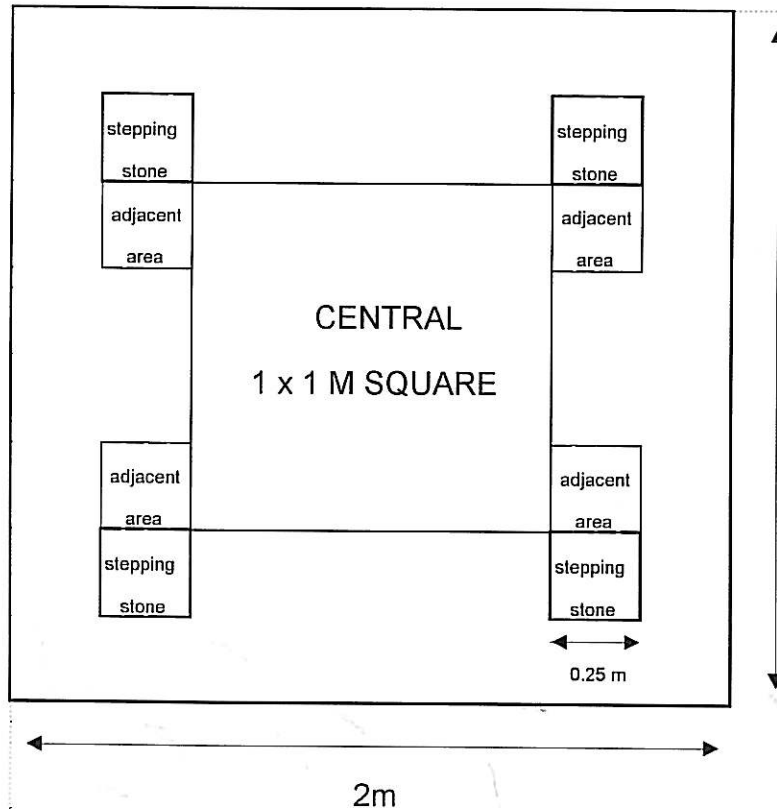 stepping
stone
stepping
stone
adjacent
area
adjacent
area
CENTRAL
1 x 1 M SQUARE
adjacent
area
adjacent
area
stepping
stone
stepping
stone
0.25 m
2m